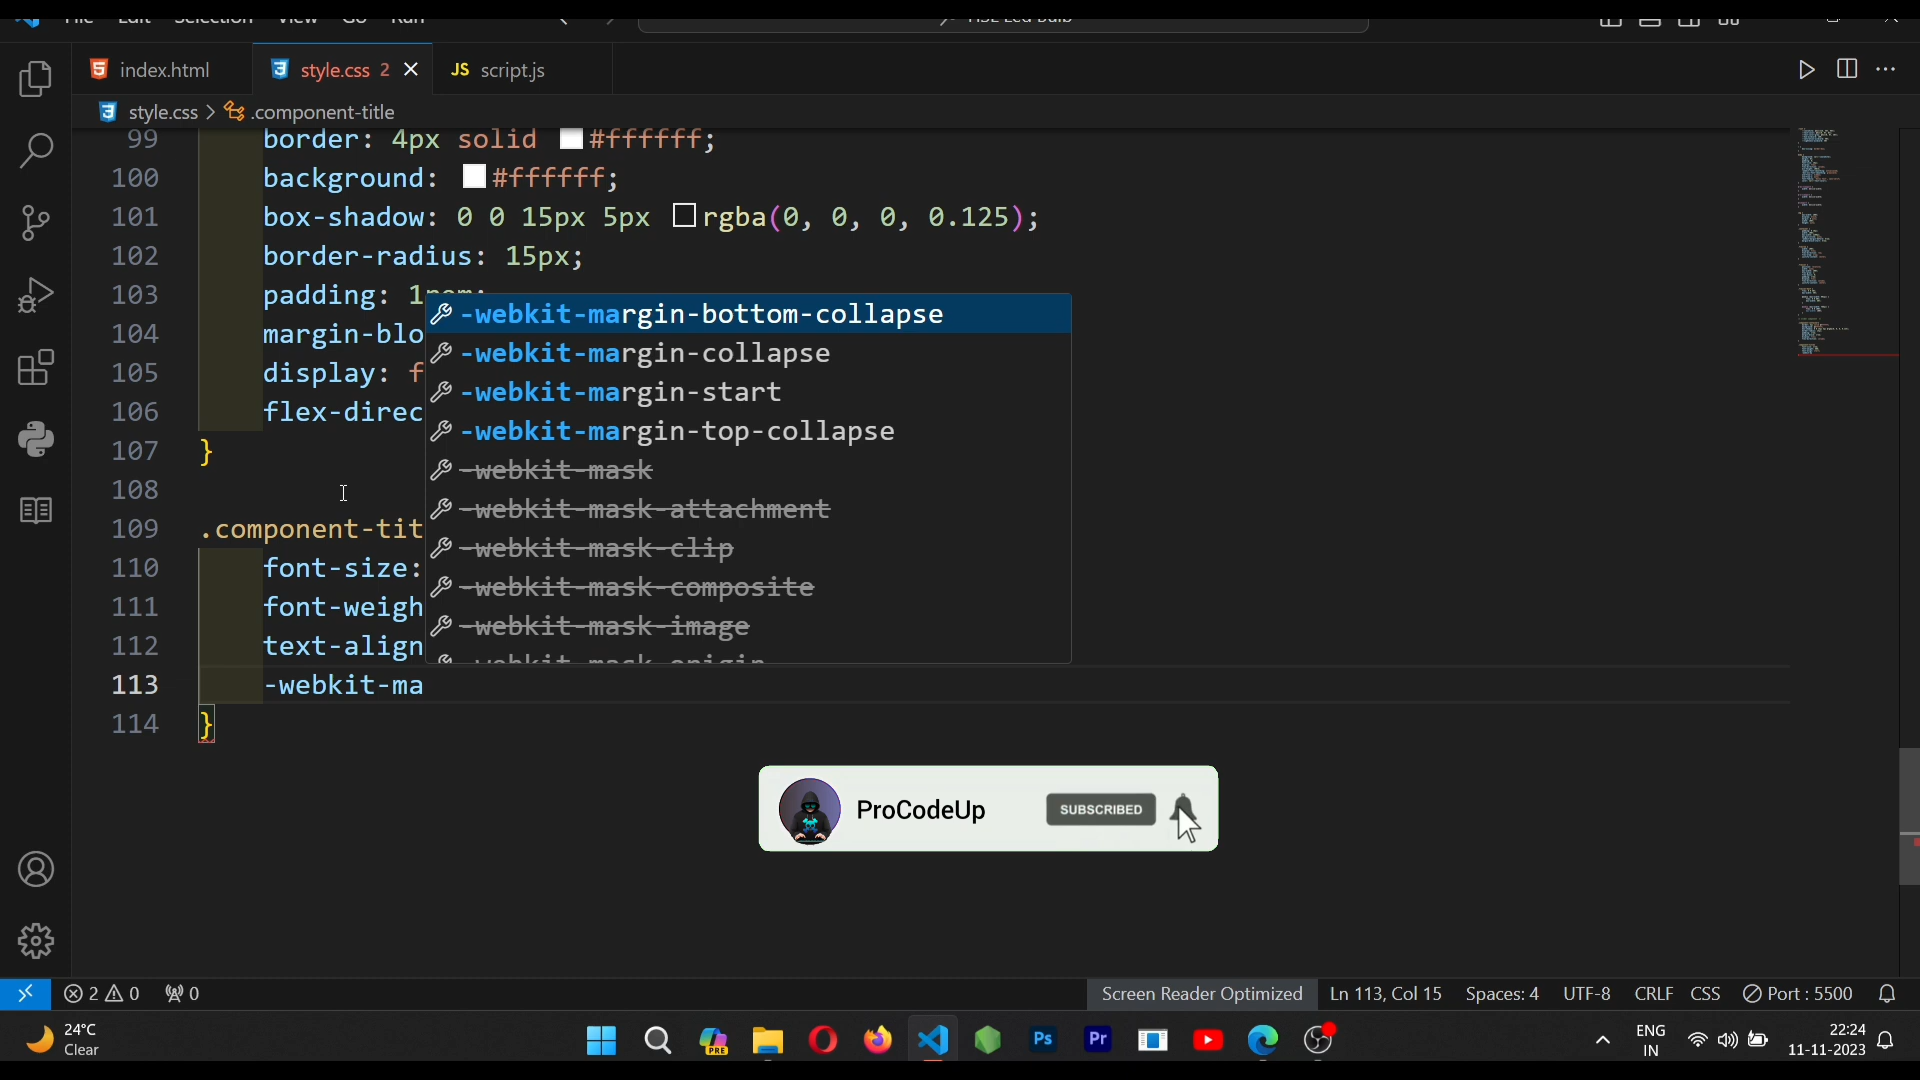 index.html
style.css 2
JS script.js
style.css > .component-title
99 border: 4px solid #ffffff;
100 background: #ffffff;
101 box-shadow: 0 0 15px 5px rgba(0, 0, 0, 0.125);
102 border-radius: 15px;
103 padding: 1
104 margin-blo
105 display: f
106 flex-direc
107 }
108
109 .component-tit
110 font-size:
111 font-weigh
112 text-align
113 -webkit-ma
114 }
-webkit-margin-bottom-collapse
-webkit-margin-collapse
-webkit-margin-start
-webkit-margin-top-collapse
-webkit-mask
-webkit-mask-attachment
-webkit-mask-clip
-webkit-mask-composite
-webkit-mask-image
-webkit-mask-origin
ProCodeUp
SUBSCRIBED
2 0 0
Screen Reader Optimized Ln 113, Col 15 Spaces: 4 UTF-8 CRLF CSS Port : 5500
24°C
Clear
PRE
Ps
Pr
ENG
IN
22:24
11-11-2023